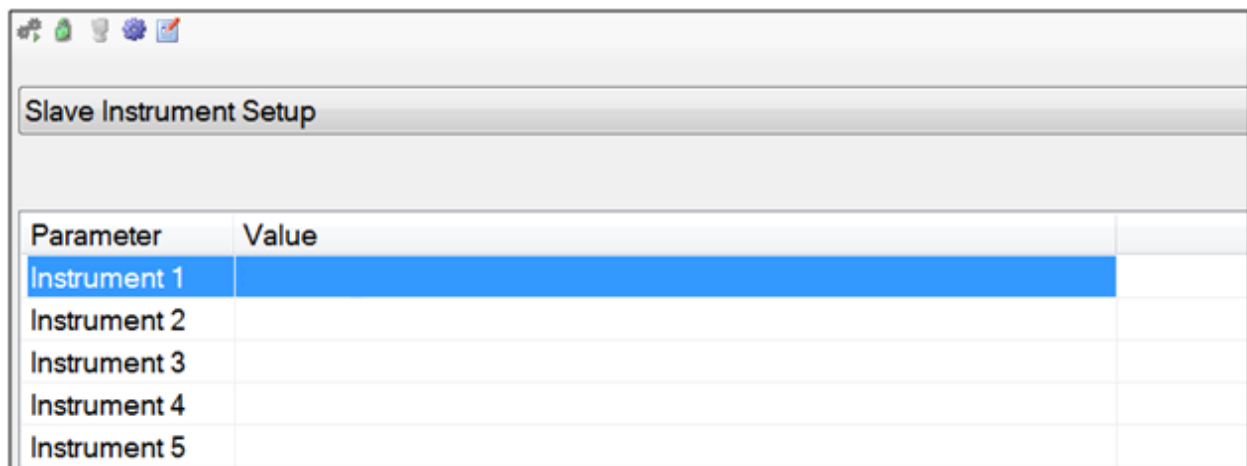 Slave Instrument Setup
Parameter Value
Instrument 1
Instrument 2
Instrument 3
Instrument 4
Instrument 5